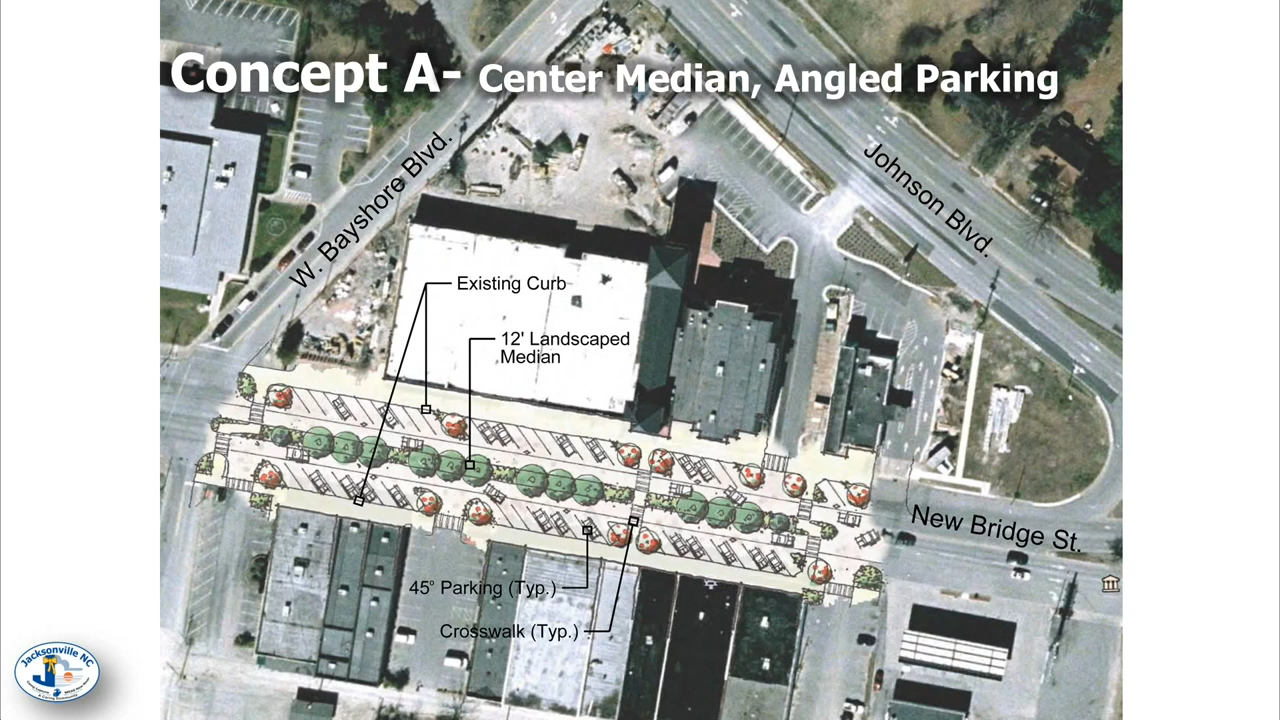 Concept A- Center Median, Angled Parking
W. Bayshore Blvd.
Johnson Blvd.
Existing Curb
12' Landscaped
Median
New Bridge St.
45° Parking (Typ.)
Crosswalk (Typ.)
Jacksonville NC